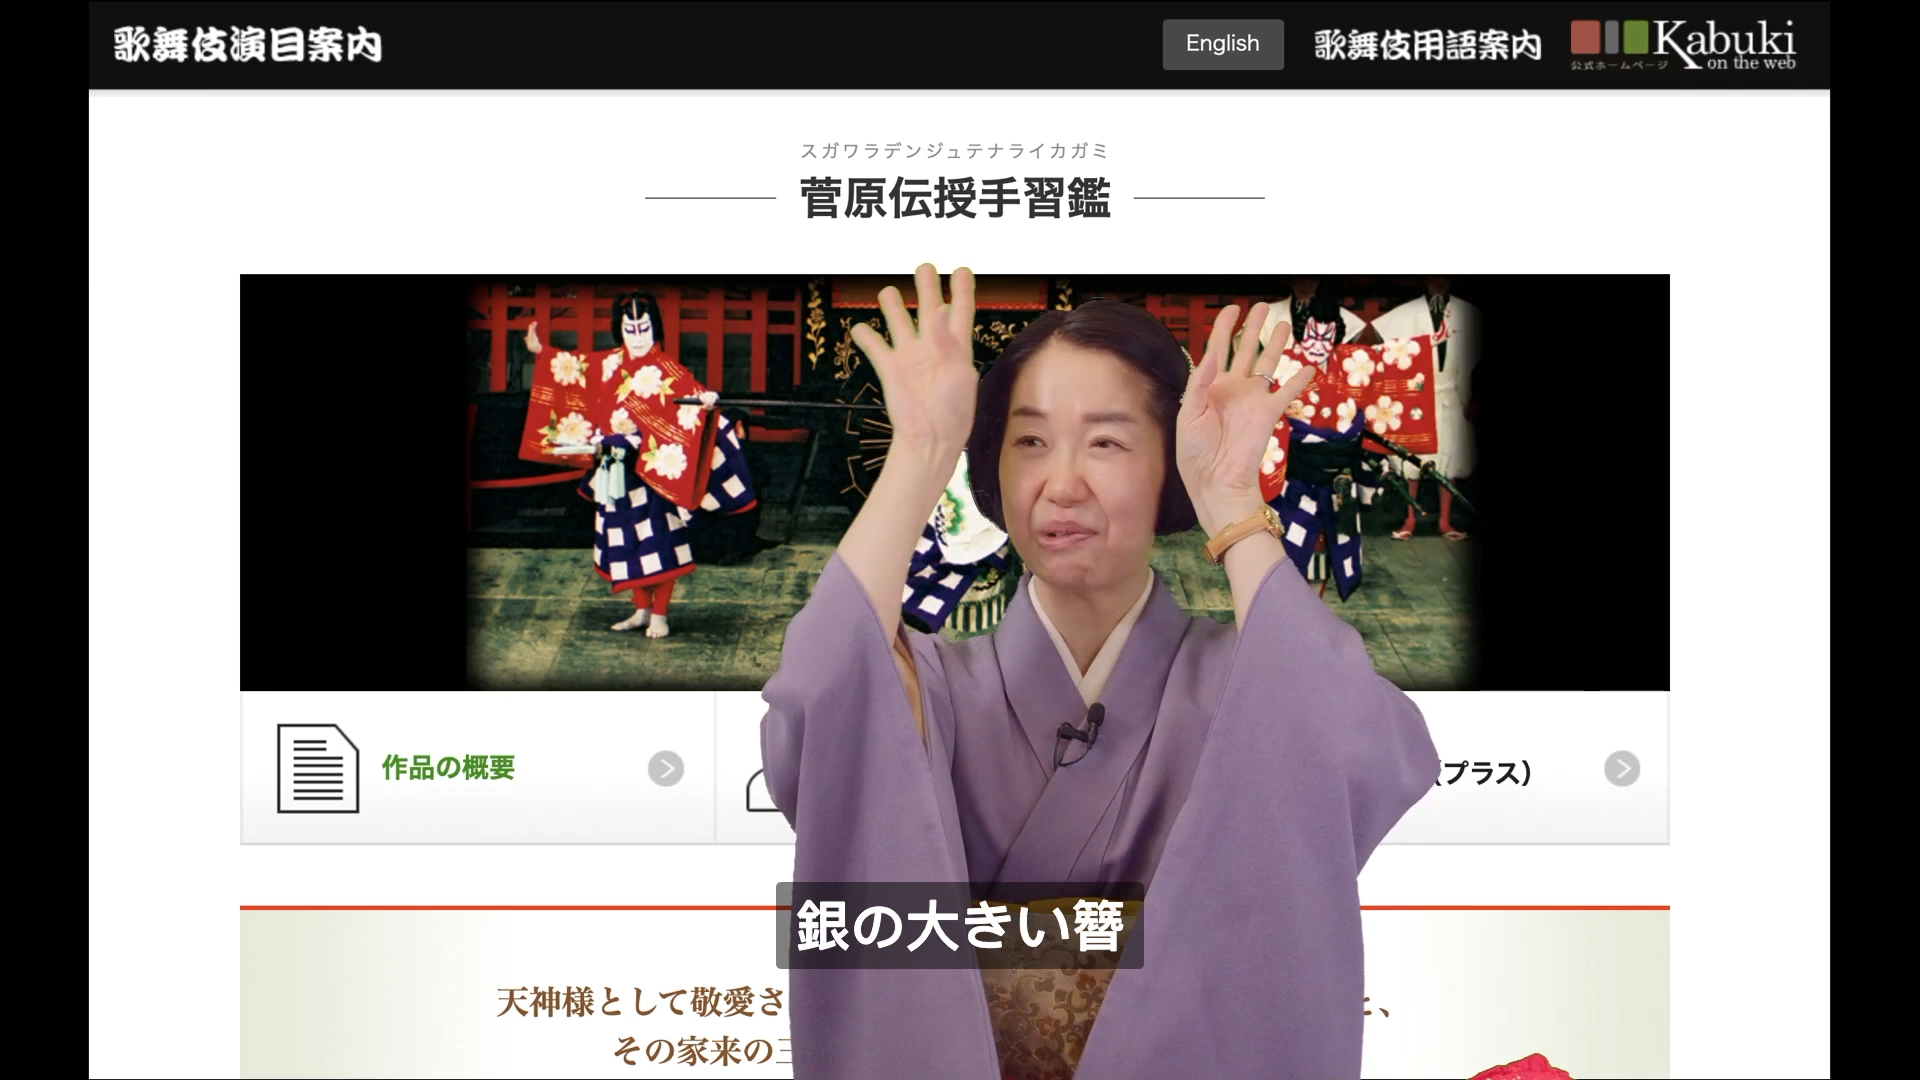 歌舞伎演目案内
English
歌舞伎用語案内
Kabuki
on the web
公式ホームページ
スガワラデンジュテナライカガミ
菅原伝授手習鑑
作品の概要
(プラス)
銀の大きい簪
天神様として敬愛さ
と、
その家来の三